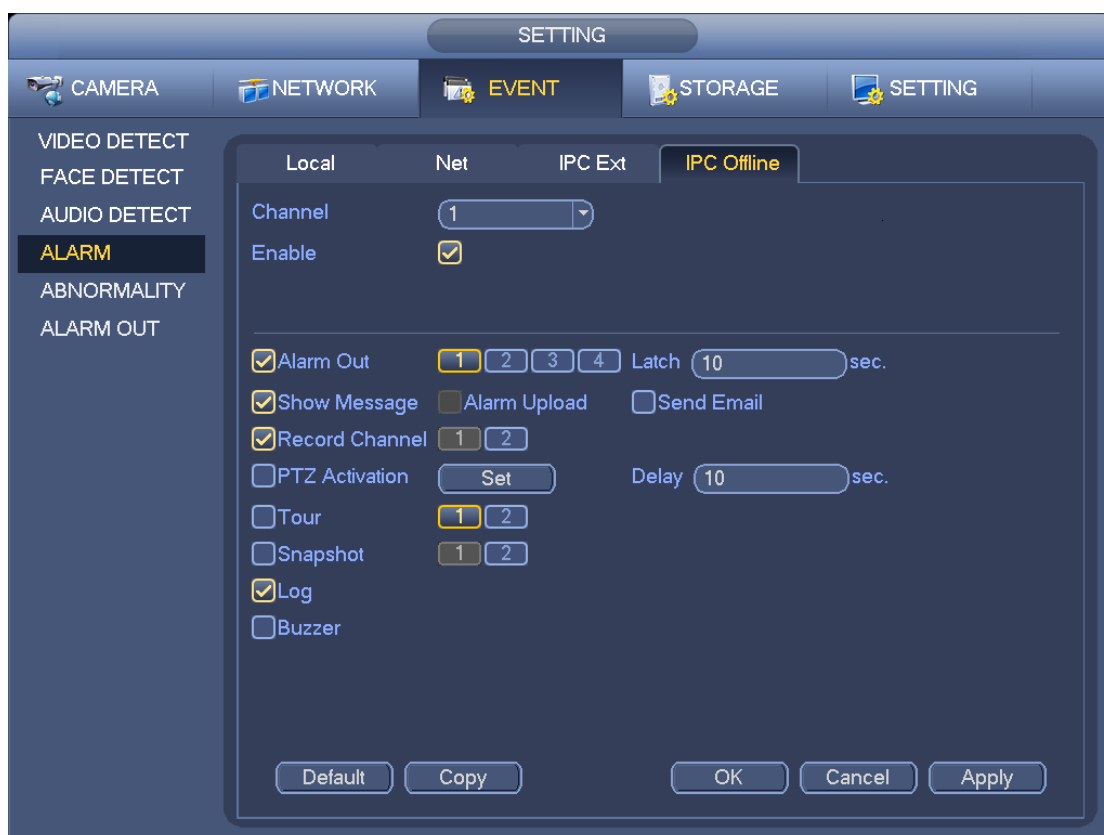 SETTING
CAMERA NETWORK EVENT STORAGE SETTING
VIDEO DETECT
FACE DETECT
AUDIO DETECT
ALARM
ABNORMALITY
ALARM OUT
Local Net IPC Ext IPC Offline
Channel 1
Enable
Alarm Out 1 2 3 4 Latch 10 sec.
Show Message Alarm Upload Send Email
Record Channel 1 2
PTZ Activation Set Delay 10 sec.
Tour 1 2
Snapshot 1 2
Log
Buzzer
Default Copy OK Cancel Apply